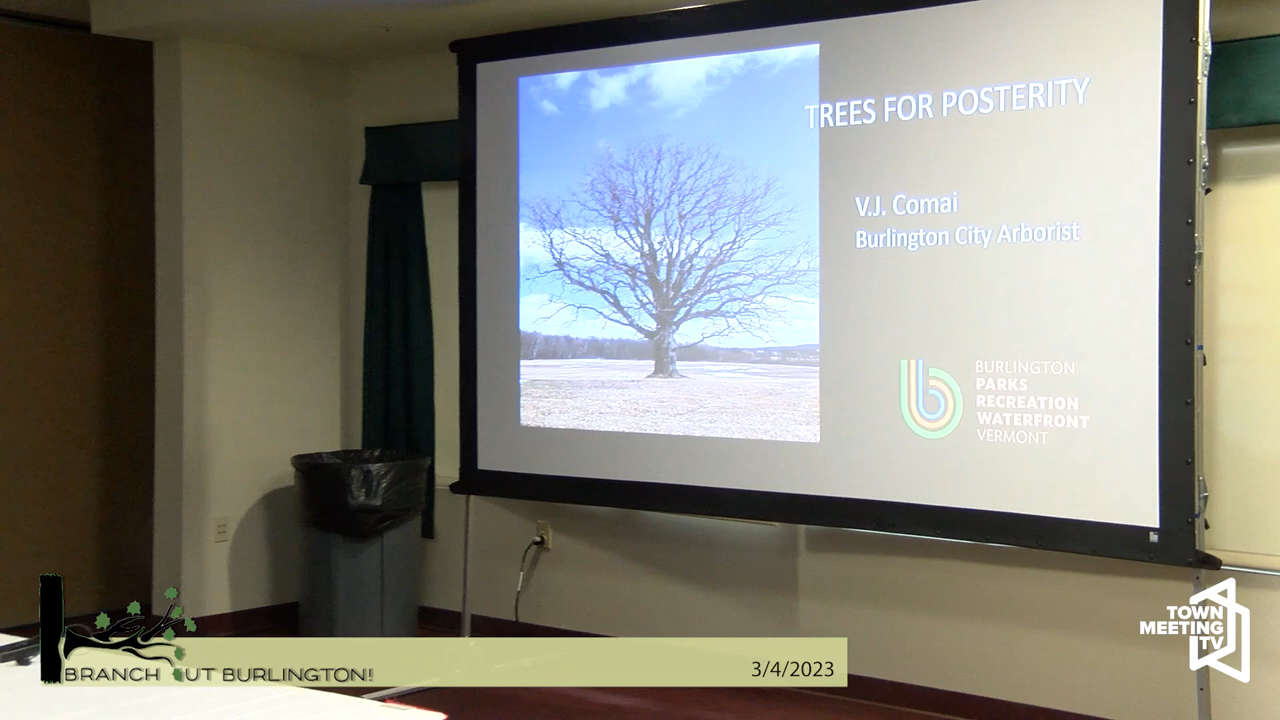 TREES FOR POSTERITY
V.J. Comai
Burlington City Arborist
BURLINGTON
PARKS
RECREATION
WATERFRONT
VERMONT
BRANCH UT BURLINGTON!
3/4/2023
TOWN
MEETING
TV